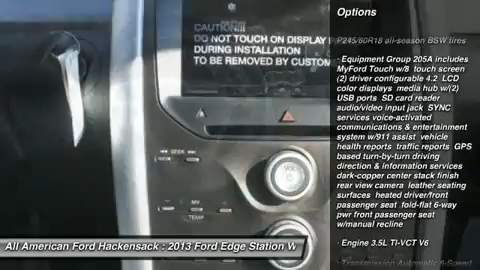 CAUTION!!!
DO NOT TOUCH ON DISPLAY
DURING INSTALLATION
TO BE REMOVED BY CUSTOM
SEEK
VOL
MY
TEMP
Options
P245/60R18 all-season BSW tires
· Equipment Group 205A includes
MyFord Touch w/8 touch screen
(2) driver configurable 4.2 LCD
color displays media hub w/(2)
USB ports SD card reader
audio/video input jack SYNC
services voice-activated
communications & entertainment
system w/911 assist vehicle
health reports traffic reports GPS
based turn-by-turn driving
direction & information services
dark-copper center stack finish
rear view camera leather seating
surfaces heated driver/front
passenger seat fold-flat 6-way
pwr front passenger seat
w/manual recline
· Engine 3.5L TI-VCT V6
· Transmission Automatic 6-Speed
All American Ford Hackensack : 2013 Ford Edge Station W